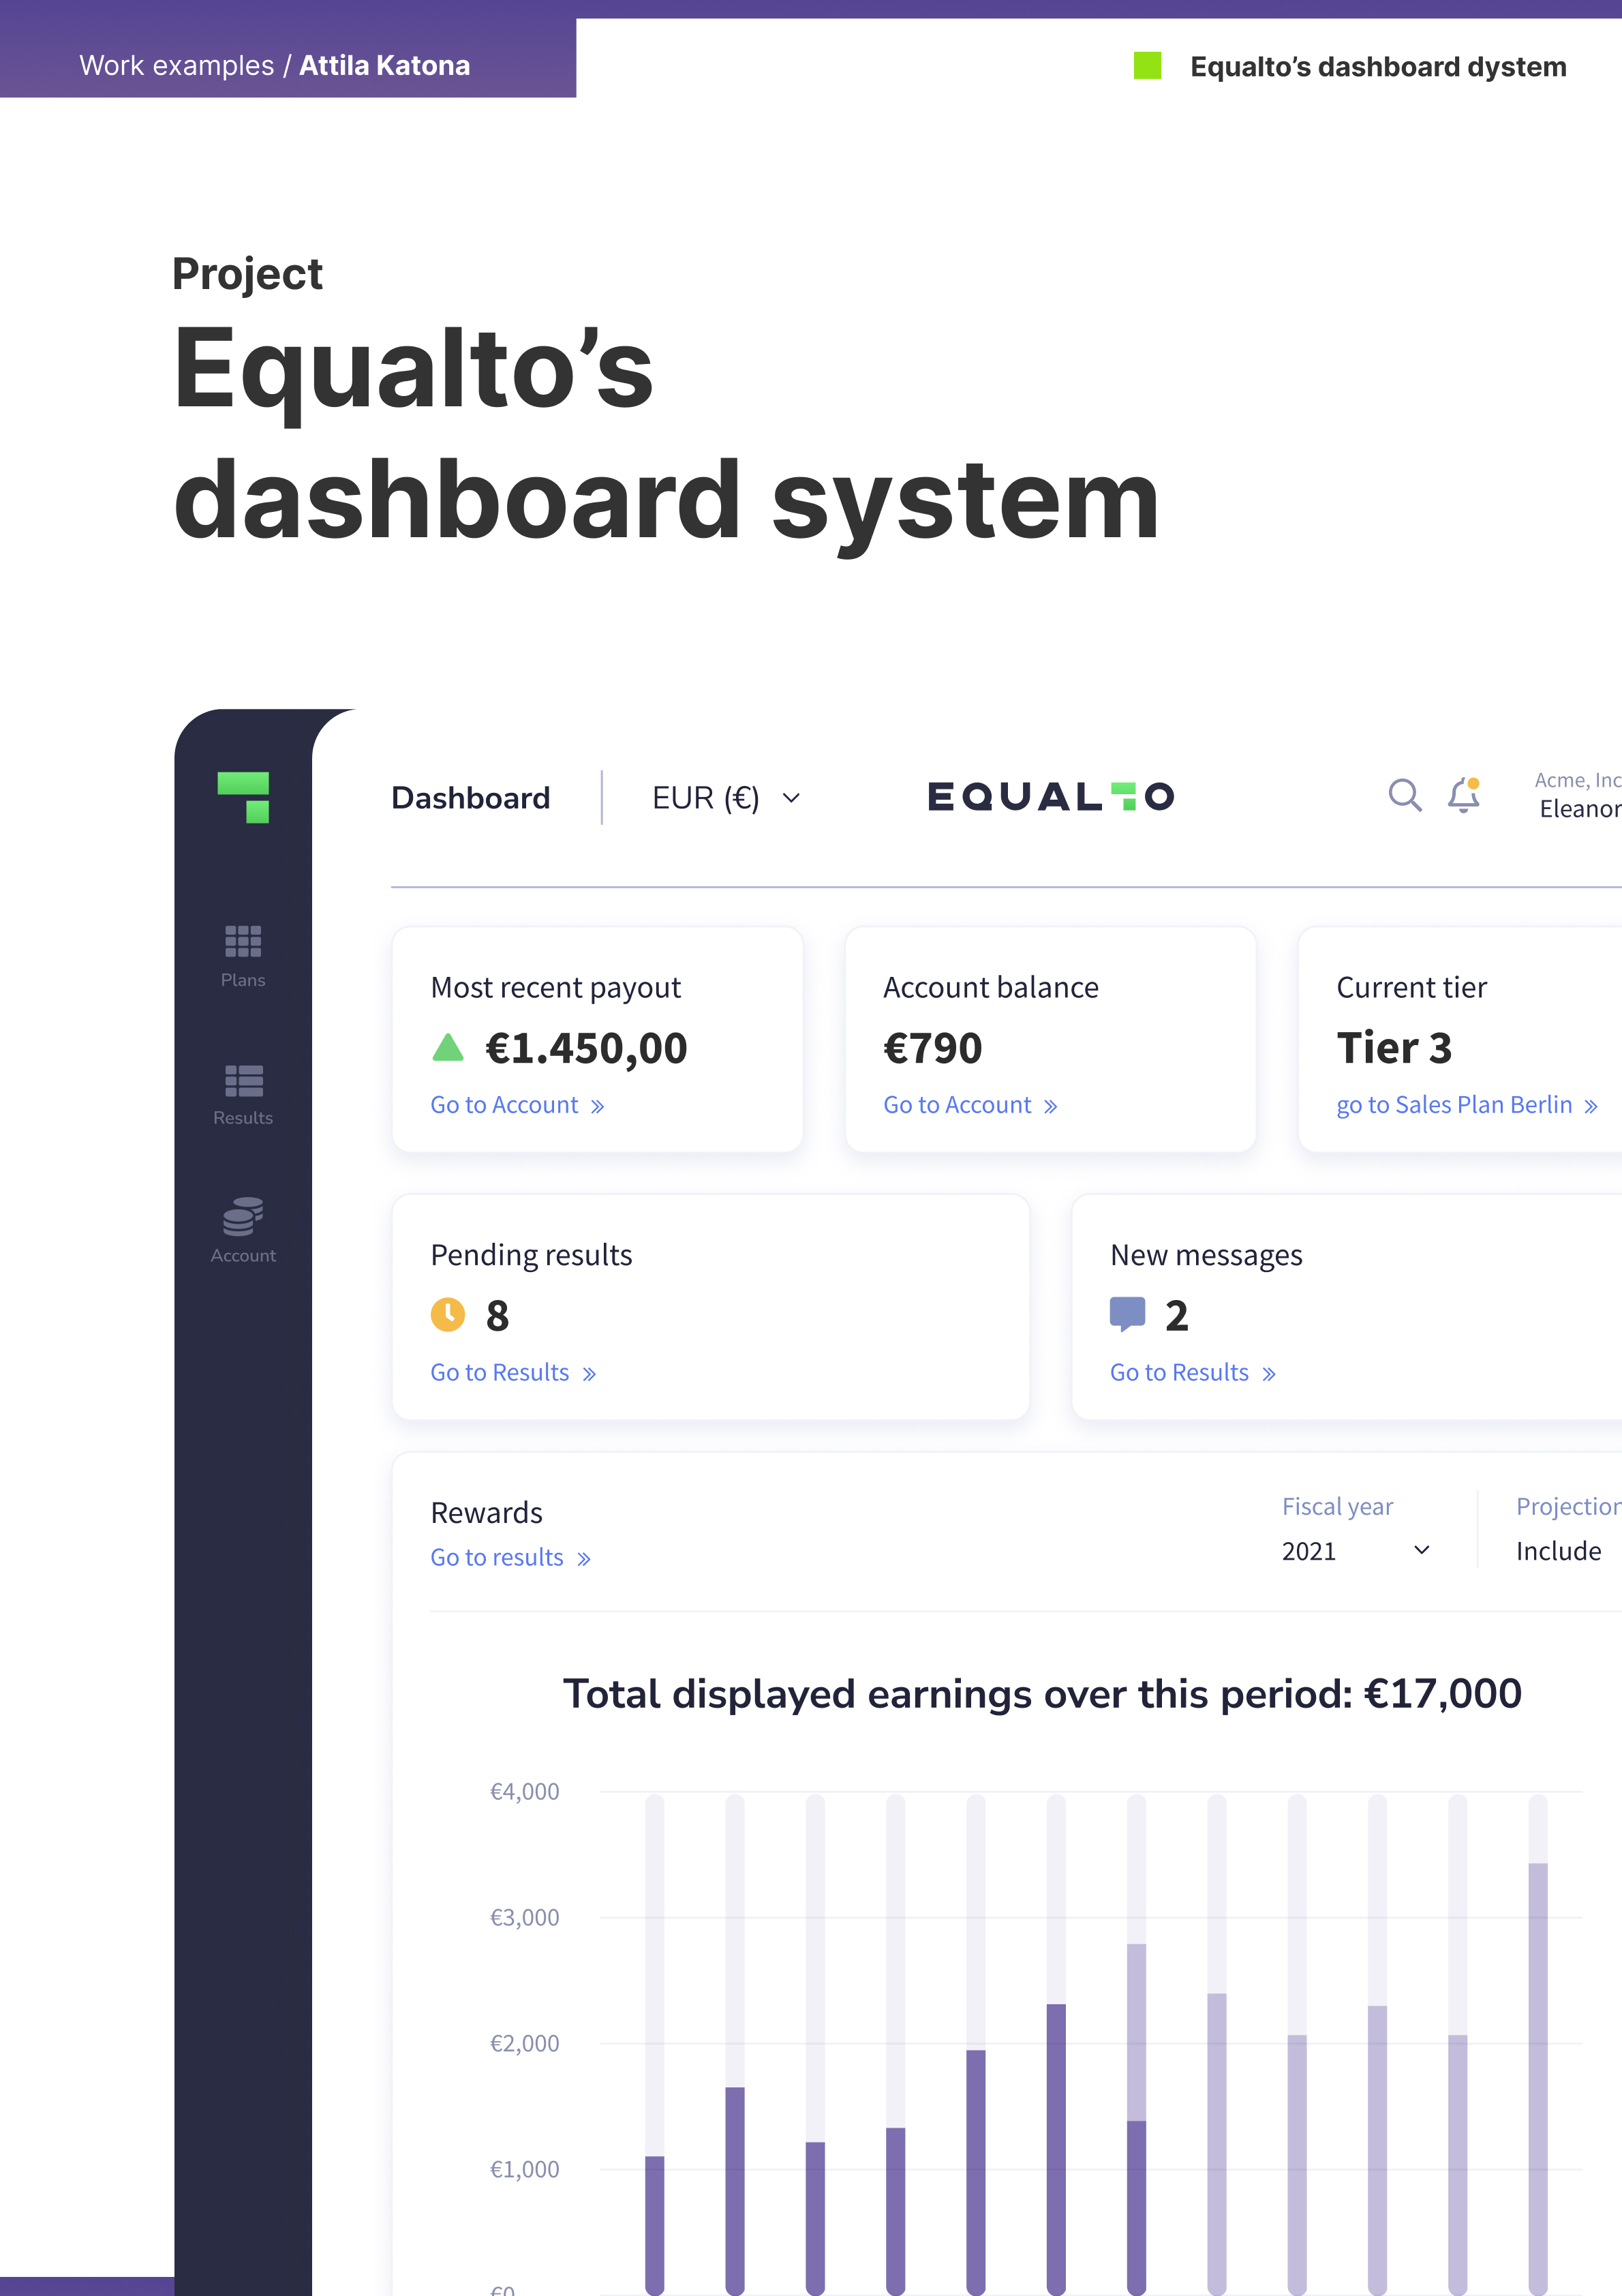 Work examples / Attila Katona
Equalto’s dashboard dystem
Project
Equalto’s
dashboard system
Dashboard
EUR (€)
EQUALTO
Acme, Inc
Eleanor
Plans
Results
Account
Most recent payout
€1.450,00
Go to Account »
Account balance
€790
Go to Account »
Current tier
Tier 3
go to Sales Plan Berlin »
Pending results
8
Go to Results »
New messages
2
Go to Results »
Rewards
Go to results »
Fiscal year
2021
Projection
Include
Total displayed earnings over this period: €17,000
€4,000
€3,000
€2,000
€1,000
€0